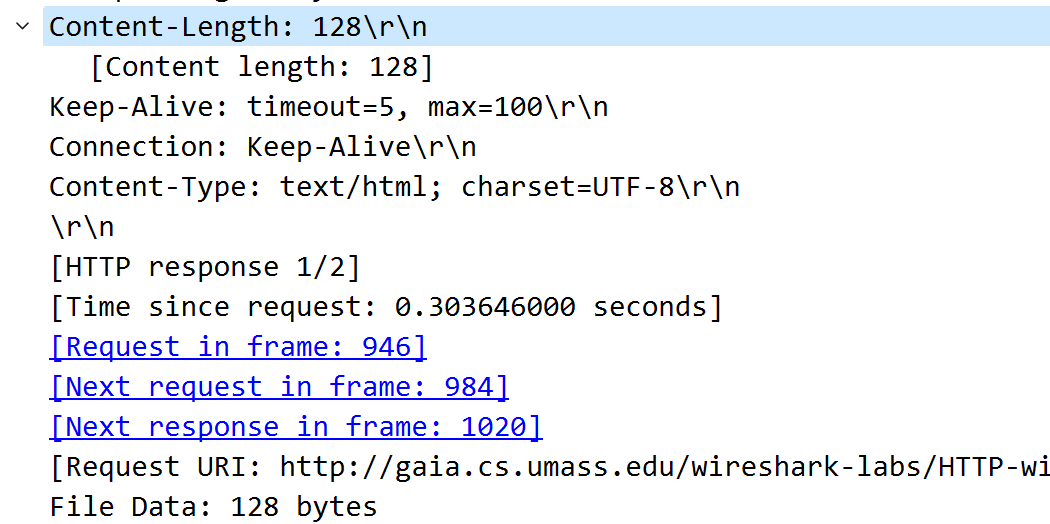 Content-Length: 128\r\n
[Content length: 128]
Keep-Alive: timeout=5, max=100\r\n
Connection: Keep-Alive\r\n
Content-Type: text/html; charset=UTF-8\r\n
\r\n
[HTTP response 1/2]
[Time since request: 0.303646000 seconds]
[Request in frame: 946]
[Next request in frame: 984]
[Next response in frame: 1020]
[Request URI: http://gaia.cs.umass.edu/wireshark-labs/HTTP-wi
File Data: 128 bytes